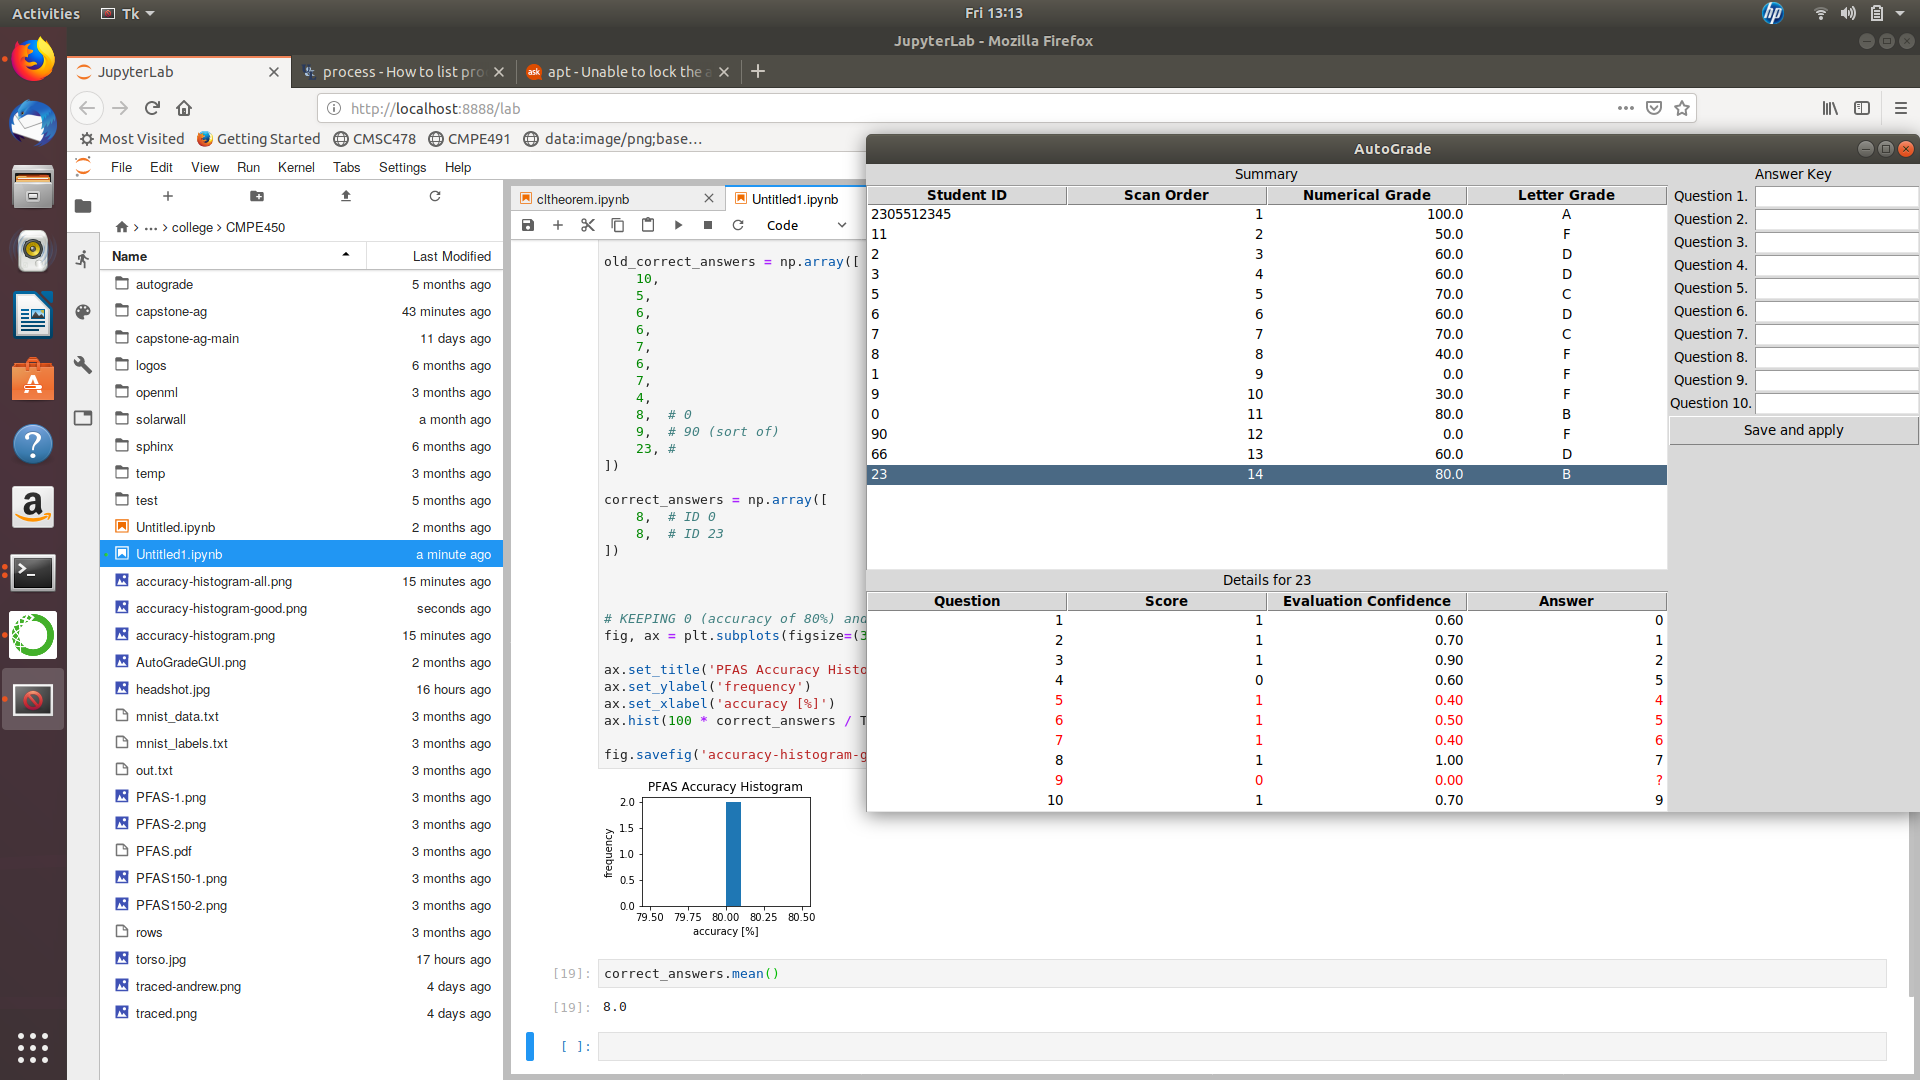 Activities
Tk
Fri 13:13
JupyterLab - Mozilla Firefox
JupyterLab
process - How to list pro
apt - Unable to lock the a
http://localhost:8888/lab
Most Visited
Getting Started
CMSC478
CMPE491
data:image/png;base…
File Edit View Run Kernel Tabs Settings Help
… > college > CMPE450
Name Last Modified
autograde 5 months ago
capstone-ag 43 minutes ago
capstone-ag-main 11 days ago
logos 6 months ago
openml 3 months ago
solarwall a month ago
sphinx 6 months ago
temp 3 months ago
test 5 months ago
Untitled.ipynb 2 months ago
Untitled1.ipynb a minute ago
accuracy-histogram-all.png 15 minutes ago
accuracy-histogram-good.png seconds ago
accuracy-histogram.png 15 minutes ago
AutoGradeGUI.png 2 months ago
headshot.jpg 16 hours ago
mnist_data.txt 3 months ago
mnist_labels.txt 3 months ago
out.txt 3 months ago
PFAS-1.png 3 months ago
PFAS-2.png 3 months ago
PFAS.pdf 3 months ago
PFAS150-1.png 3 months ago
PFAS150-2.png 3 months ago
rows 3 months ago
torso.jpg 17 hours ago
traced-andrew.png 4 days ago
traced.png 4 days ago
cltheorem.ipynb
Untitled1.ipynb
Code
old_correct_answers = np.array([
10,
5,
6,
6,
7,
6,
7,
4,
8, # 0
9, # 90 (sort of)
23, #
])
correct_answers = np.array([
8, # ID 0
8, # ID 23
])
# KEEPING 0 (accuracy of 80%) and
fig, ax = plt.subplots(figsize=(3
ax.set_title('PFAS Accuracy Histo
ax.set_ylabel('frequency')
ax.set_xlabel('accuracy [%]')
ax.hist(100 * correct_answers / T
fig.savefig('accuracy-histogram-g
PFAS Accuracy Histogram
frequency
2.0
1.5
1.0
0.5
0.0
79.50 79.75 80.00 80.25 80.50
accuracy [%]
[19]: correct_answers.mean()
[19]: 8.0
[ ]:
AutoGrade
Summary
Student ID Scan Order Numerical Grade Letter Grade
2305512345 1 100.0 A
11 2 50.0 F
2 3 60.0 D
3 4 60.0 D
5 5 70.0 C
6 6 60.0 D
7 7 70.0 C
8 8 40.0 F
1 9 0.0 F
9 10 30.0 F
0 11 80.0 B
90 12 0.0 F
66 13 60.0 D
23 14 80.0 B
Details for 23
Question Score Evaluation Confidence Answer
1 1 0.60 0
2 1 0.70 1
3 1 0.90 2
4 0 0.60 5
5 1 0.40 4
6 1 0.50 5
7 1 0.40 6
8 1 1.00 7
9 0 0.00 ?
10 1 0.70 9
Answer Key
Question 1.
Question 2.
Question 3.
Question 4.
Question 5.
Question 6.
Question 7.
Question 8.
Question 9.
Question 10.
Save and apply